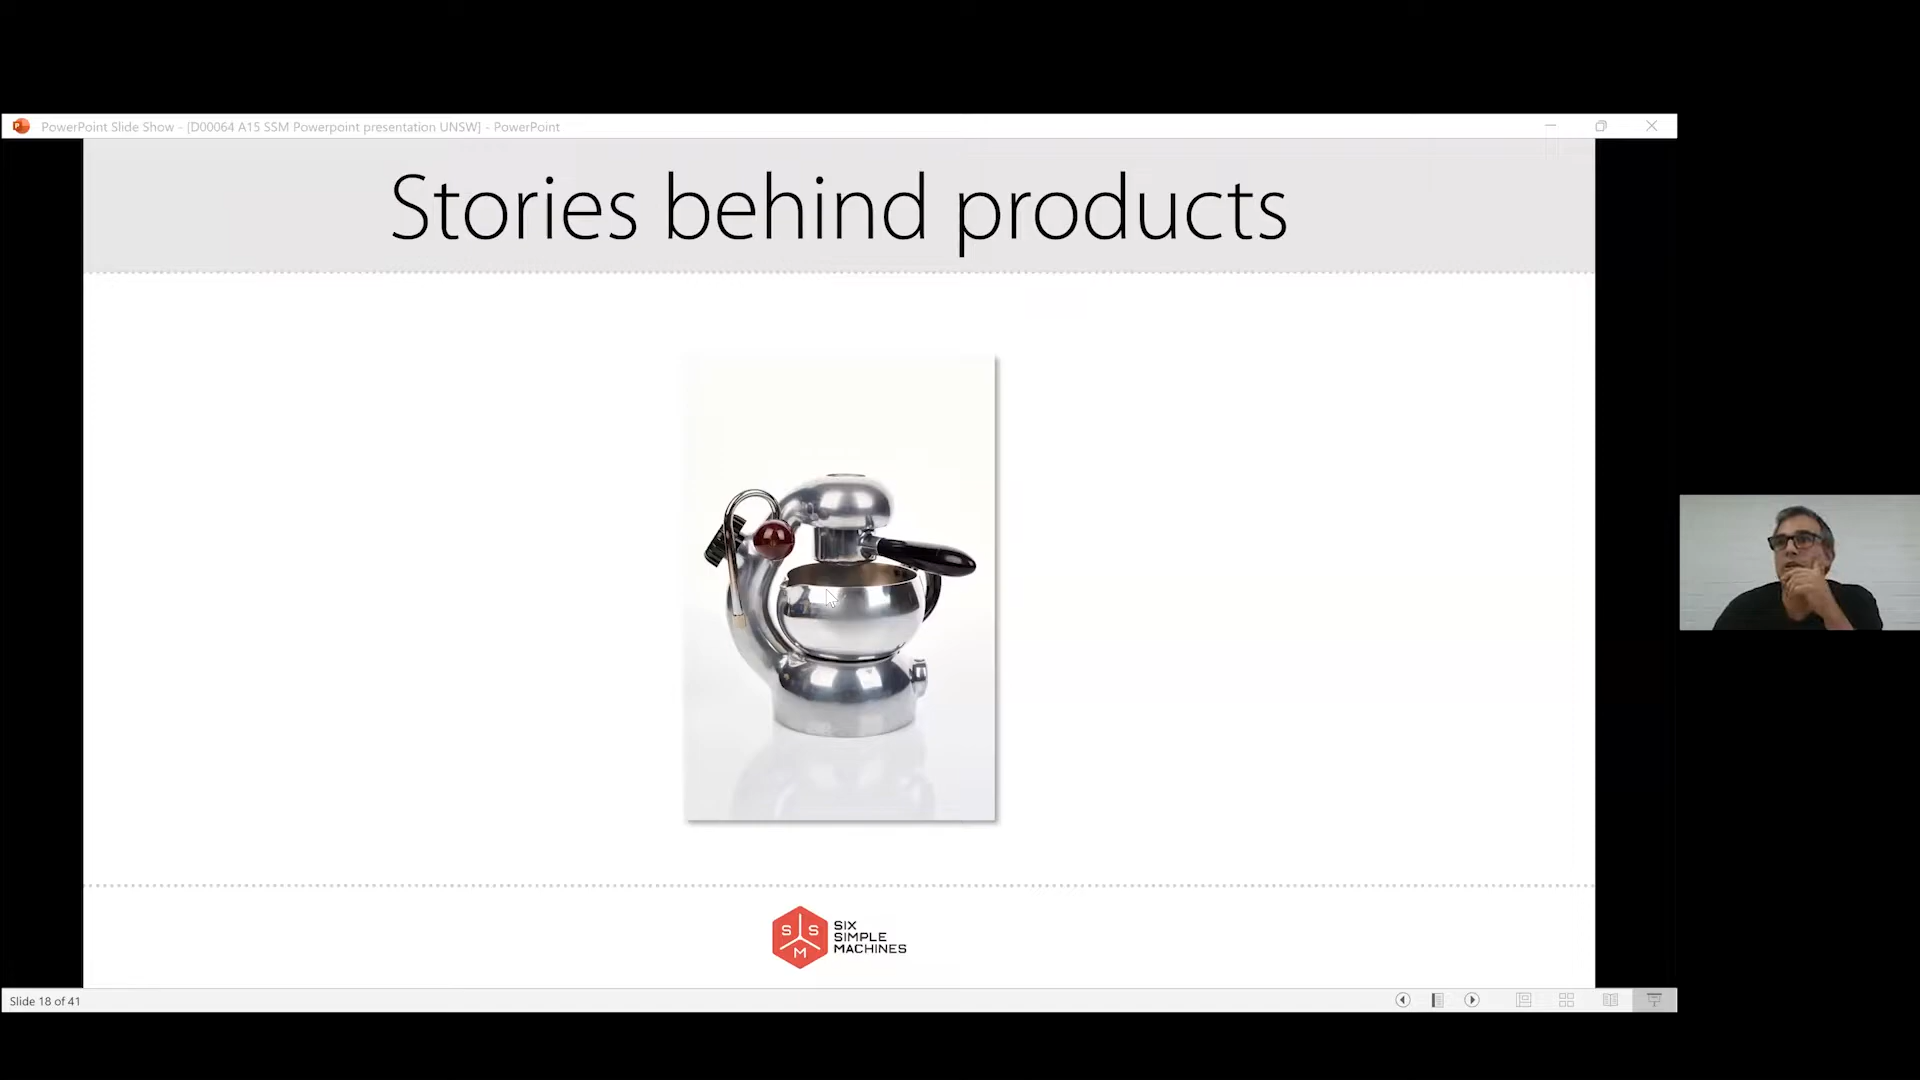 PowerPoint Slide Show - [D00064 A15 SSM Powerpoint presentation UNSW] - PowerPoint
Stories behind products
S S
M
SIX
SIMPLE
MACHINES
Slide 18 of 41